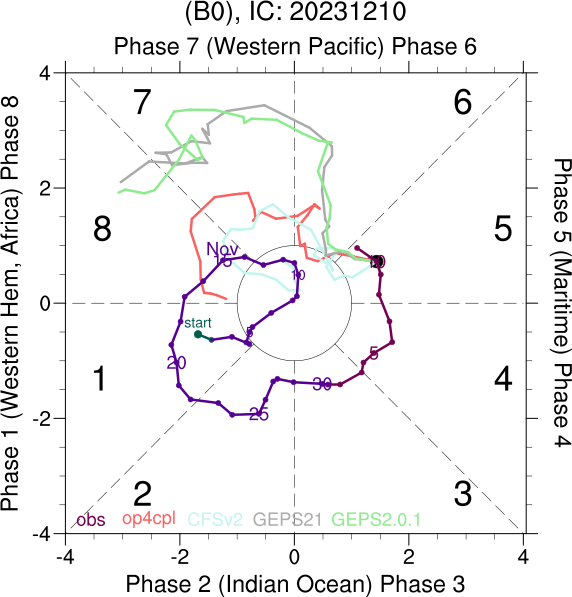 (B0), IC: 20231210
Phase 7 (Western Pacific) Phase 6
4
7
6
Phase 1 (Western Hem, Africa) Phase 8
Phase 5 (Maritime) Phase 4
2
8
5
Nov
15
10
start
5
0
5
20
1
4
30
25
-2
2
3
obs op4cpl CFSv2 GEPS21 GEPS2.0.1
-4
-4 -2 0 2 4
Phase 2 (Indian Ocean) Phase 3